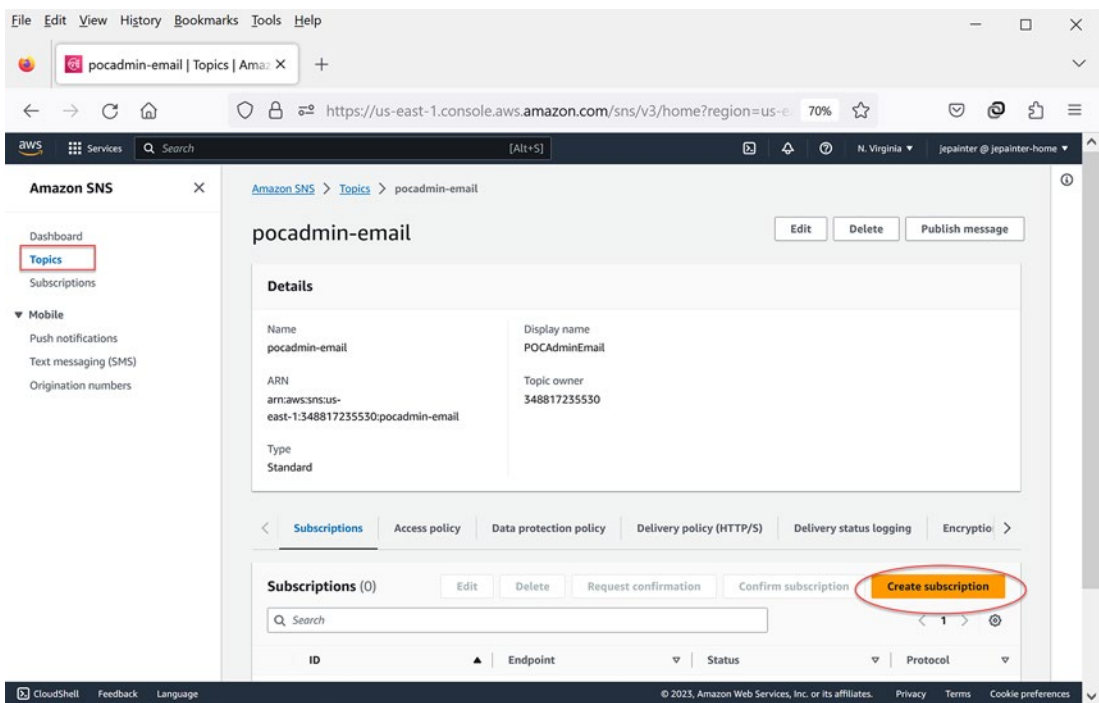 File Edit View History Bookmarks Tools Help
pocadmin-email | Topics | Amaz
https://us-east-1.console.aws.amazon.com/sns/v3/home?region=us-e 70%
aws Services Search [Alt+S] N. Virginia jepainter @ jepainter-home
Amazon SNS
Dashboard
Topics
Subscriptions
Mobile
Push notifications
Text messaging (SMS)
Origination numbers
Amazon SNS > Topics > pocadmin-email
pocadmin-email
Edit Delete Publish message
Details
Name
pocadmin-email
ARN
arn:aws:sns:us-
east-1:348817235530:pocadmin-email
Type
Standard
Display name
POCAdminEmail
Topic owner
348817235530
Subscriptions Access policy Data protection policy Delivery policy (HTTP/S) Delivery status logging Encryptio
Subscriptions (0) Edit Delete Request confirmation Confirm subscription Create subscription
Search
1
ID Endpoint Status Protocol
CloudShell Feedback Language © 2023, Amazon Web Services, Inc. or its affiliates. Privacy Terms Cookie preferences